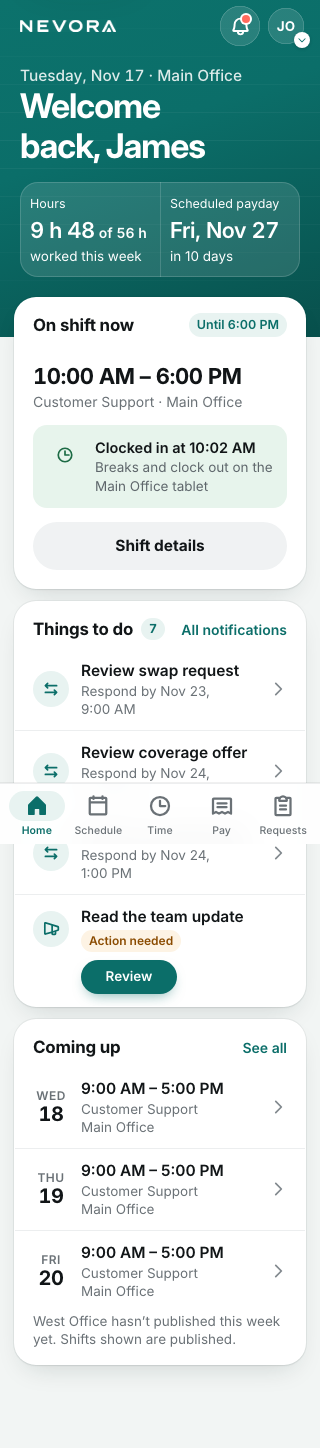 NEVORA
JO
Tuesday, Nov 17 · Main Office
Welcome
back, James
Hours
9 h 48 of 56 h
worked this week
Scheduled payday
Fri, Nov 27
in 10 days
On shift now
Until 6:00 PM
10:00 AM – 6:00 PM
Customer Support · Main Office
Clocked in at 10:02 AM
Breaks and clock out on the
Main Office tablet
Shift details
Things to do
7
All notifications
Review swap request
Respond by Nov 23,
9:00 AM
Review coverage offer
Respond by Nov 24,
Home
Schedule
Time
Pay
Requests
Respond by Nov 24,
1:00 PM
Read the team update
Action needed
Review
Coming up
See all
WED
18
9:00 AM – 5:00 PM
Customer Support
Main Office
THU
19
9:00 AM – 5:00 PM
Customer Support
Main Office
FRI
20
9:00 AM – 5:00 PM
Customer Support
Main Office
West Office hasn't published this week
yet. Shifts shown are published.